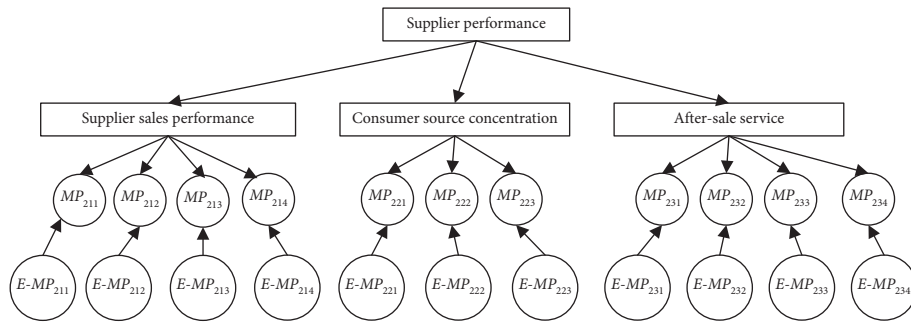 Supplier performance
Supplier sales performance
Consumer source concentration
After-sale service
MP211
MP212
MP213
MP214
MP221
MP222
MP223
MP231
MP232
MP233
MP234
E-MP211
E-MP212
E-MP213
E-MP214
E-MP221
E-MP222
E-MP223
E-MP231
E-MP232
E-MP233
E-MP234